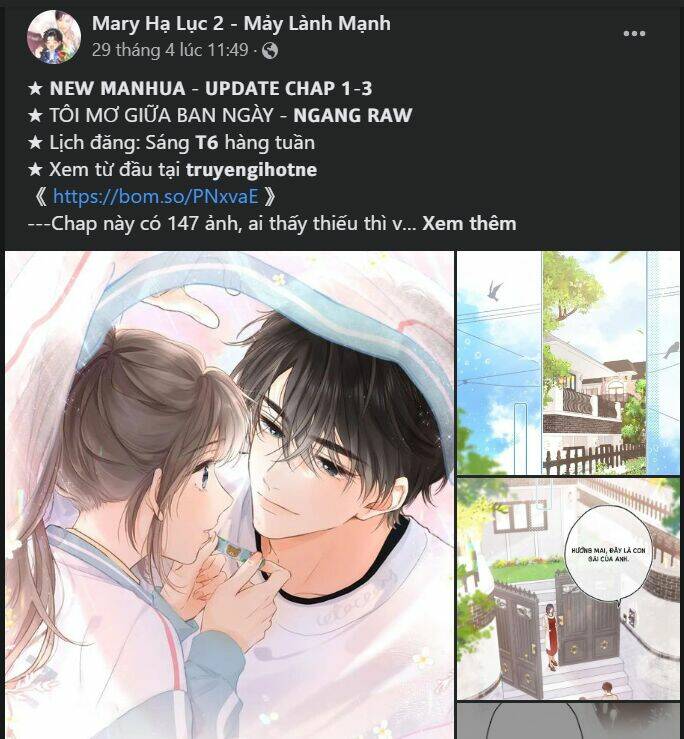 Mary Hạ Lục 2 - Mảy Lành Mạnh
29 tháng 4 lúc 11:49 ·
★ NEW MANHUA - UPDATE CHAP 1-3
★ TÔI MƠ GIỮA BAN NGÀY - NGANG RAW
★ Lịch đăng: Sáng T6 hàng tuần
★ Xem từ đầu tại truyengihotne
《 https://bom.so/PNxvaE 》
---Chap này có 147 ảnh, ai thấy thiếu thì v... Xem thêm
HƯỚNG MAI, ĐÂY LÀ CON
GÁI CỦA ANH.